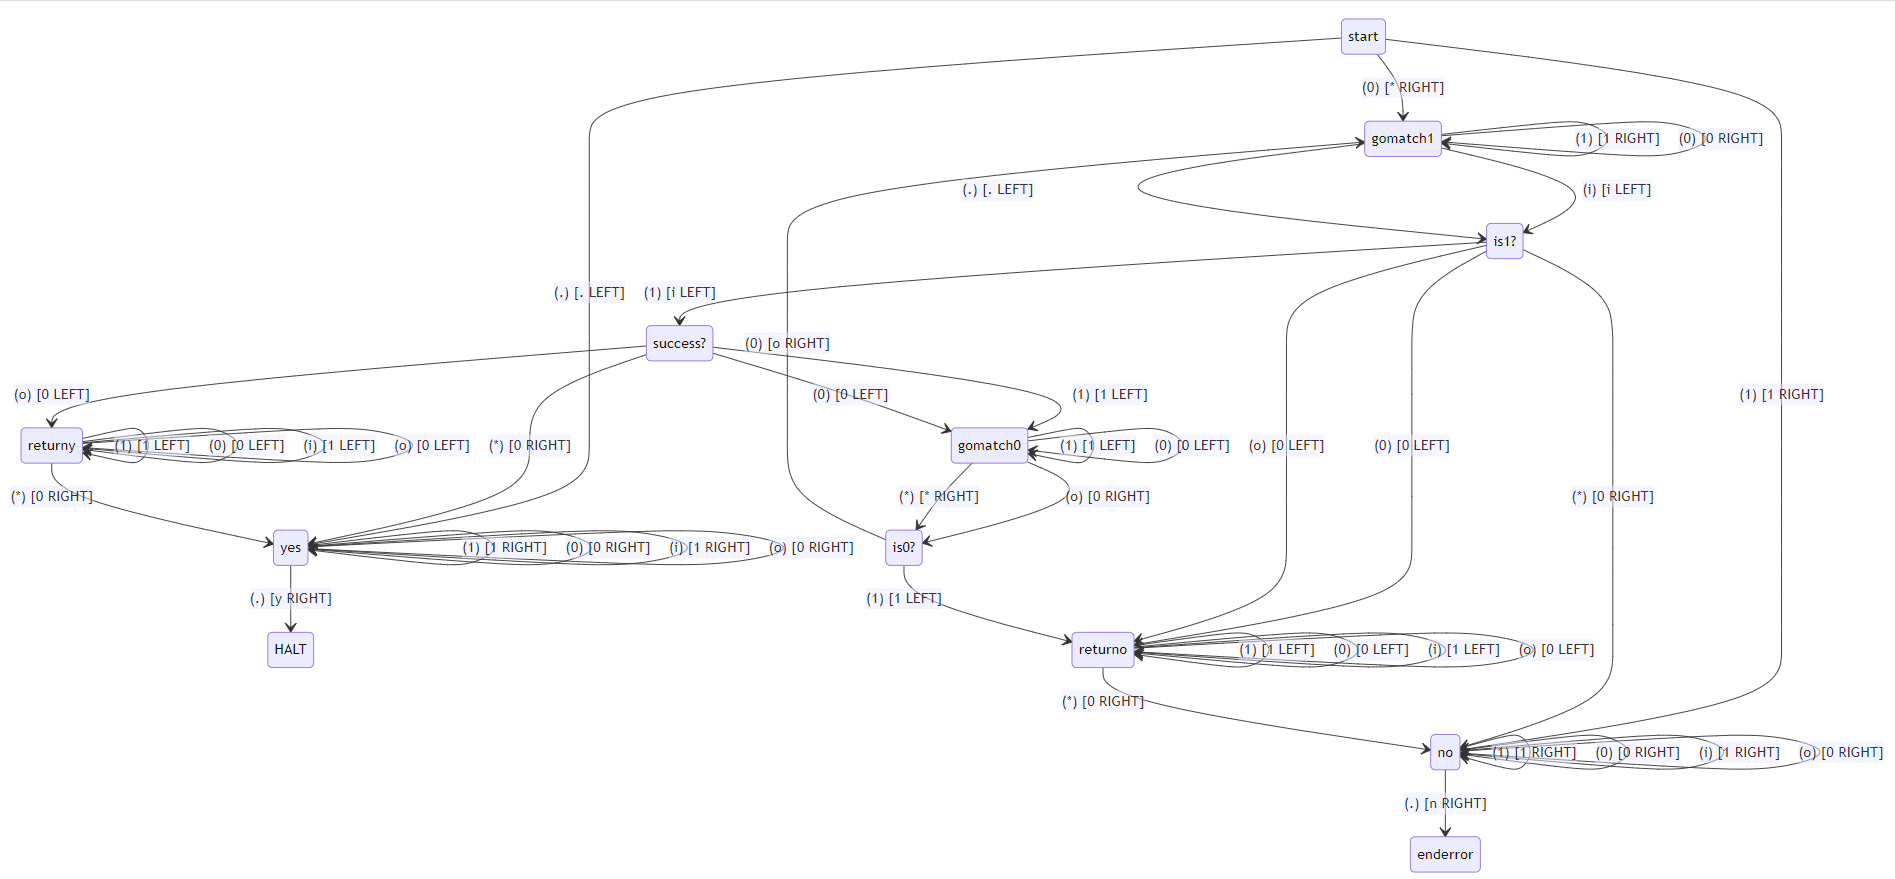 start
(0) [* RIGHT]
gomatch1
(1) [1 RIGHT]
(0) [0 RIGHT]
(.) [. LEFT]
(i) [i LEFT]
is1?
(.) [. LEFT]
(1) [i LEFT]
success?
(0) [o RIGHT]
(o) [0 LEFT]
(0) [0 LEFT]
(1) [1 LEFT]
(1) [1 RIGHT]
returny
(1) [1 LEFT]
(0) [0 LEFT]
(i) [1 LEFT]
(o) [0 LEFT]
(*) [0 RIGHT]
gomatch0
(1) [1 LEFT]
(0) [0 LEFT]
(o) [0 LEFT]
(0) [0 LEFT]
(*) [0 RIGHT]
(*) [* RIGHT]
(o) [0 RIGHT]
(*) [0 RIGHT]
yes
(1) [1 RIGHT]
(0) [0 RIGHT]
(i) [1 RIGHT]
(o) [0 RIGHT]
is0?
(.) [y RIGHT]
(1) [1 LEFT]
HALT
returno
(1) [1 LEFT]
(0) [0 LEFT]
(i) [1 LEFT]
(o) [0 LEFT]
(*) [0 RIGHT]
no
(1) [1 RIGHT]
(0) [0 RIGHT]
(i) [1 RIGHT]
(o) [0 RIGHT]
(.) [n RIGHT]
enderror